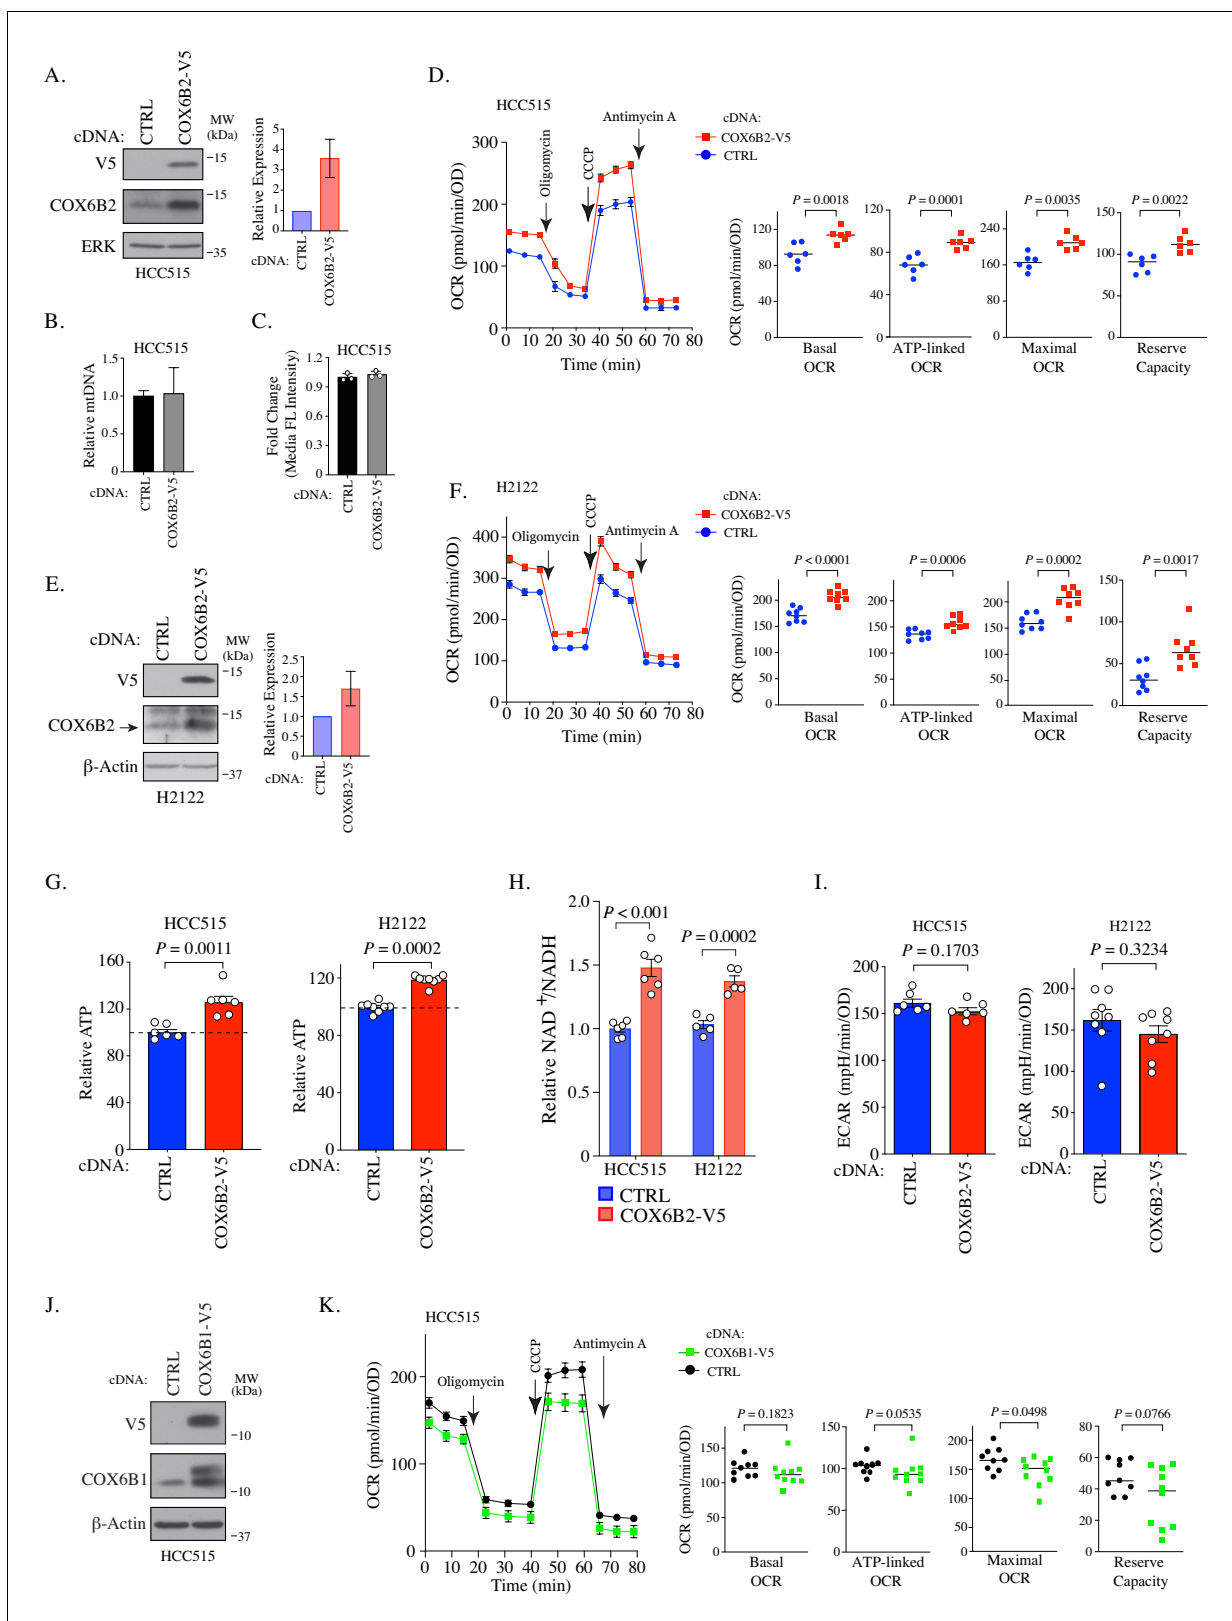 A.
cDNA:
CTRL
COX6B2-V5
MW
(kDa)
V5
-15
COX6B2
-15
ERK
-35
HCC515
Relative Expression
5
4
3
2
1
0
cDNA:
CTRL
COX6B2-V5
B.
HCC515
Relative mtDNA
1.5
1.0
0.5
0
cDNA:
CTRL
COX6B2-V5
C.
HCC515
Fold Change
(Media FL Intensity)
1.2
0.9
0.6
0.3
0
cDNA:
CTRL
COX6B2-V5
D.
HCC515
Oligomycin
CCCP
Antimycin A
cDNA:
COX6B2-V5
CTRL
OCR (pmol/min/OD)
300
200
100
0
0 10 20 30 40 50 60 70 80
Time (min)
OCR (pmol/min/OD)
P = 0.0018
160
120
80
40
0
Basal
OCR
P = 0.0001
120
80
40
0
ATP-linked
OCR
P = 0.0035
240
160
80
0
Maximal
OCR
P = 0.0022
150
100
50
0
Reserve
Capacity
E.
cDNA:
CTRL
COX6B2-V5
MW
(kDa)
V5
-15
COX6B2
-15
β-Actin
-37
H2122
Relative Expression
2.5
2.0
1.5
1.0
0.5
0
cDNA:
CTRL
COX6B2-V5
F.
H2122
Oligomycin
CCCP
Antimycin A
cDNA:
COX6B2-V5
CTRL
OCR (pmol/min/OD)
400
300
200
100
0
0 10 20 30 40 50 60 70 80
Time (min)
OCR (pmol/min/OD)
P < 0.0001
250
200
150
100
50
0
Basal
OCR
P = 0.0006
250
200
150
100
50
0
ATP-linked
OCR
P = 0.0002
200
150
100
50
0
Maximal
OCR
P = 0.0017
150
100
50
0
Reserve
Capacity
G.
HCC515
P = 0.0011
Relative ATP
160
120
80
40
0
cDNA:
CTRL
COX6B2-V5
H2122
P = 0.0002
Relative ATP
120
80
40
0
CTRL
COX6B2-V5
H.
Relative NAD +/NADH
2.0
1.5
1.0
0.5
0
P < 0.001
P = 0.0002
HCC515
H2122
CTRL
COX6B2-V5
I.
HCC515
P = 0.1703
ECAR (mpH/min/OD)
200
150
100
50
0
cDNA:
CTRL
COX6B2-V5
H2122
P = 0.3234
ECAR (mpH/min/OD)
200
150
100
50
0
cDNA:
CTRL
COX6B2-V5
J.
cDNA:
CTRL
COX6B1-V5
MW
(kDa)
V5
-10
COX6B1
-10
β-Actin
-37
HCC515
K.
HCC515
Oligomycin
CCCP
Antimycin A
cDNA:
COX6B1-V5
CTRL
OCR (pmol/min/OD)
200
100
0
0 10 20 30 40 50 60 70 80
Time (min)
OCR (pmol/min/OD)
P = 0.1823
200
150
100
50
0
Basal
OCR
P = 0.0535
150
100
50
0
ATP-linked
OCR
P = 0.0498
250
200
150
100
50
0
Maximal
OCR
P = 0.0766
100
80
60
40
20
0
Reserve
Capacity